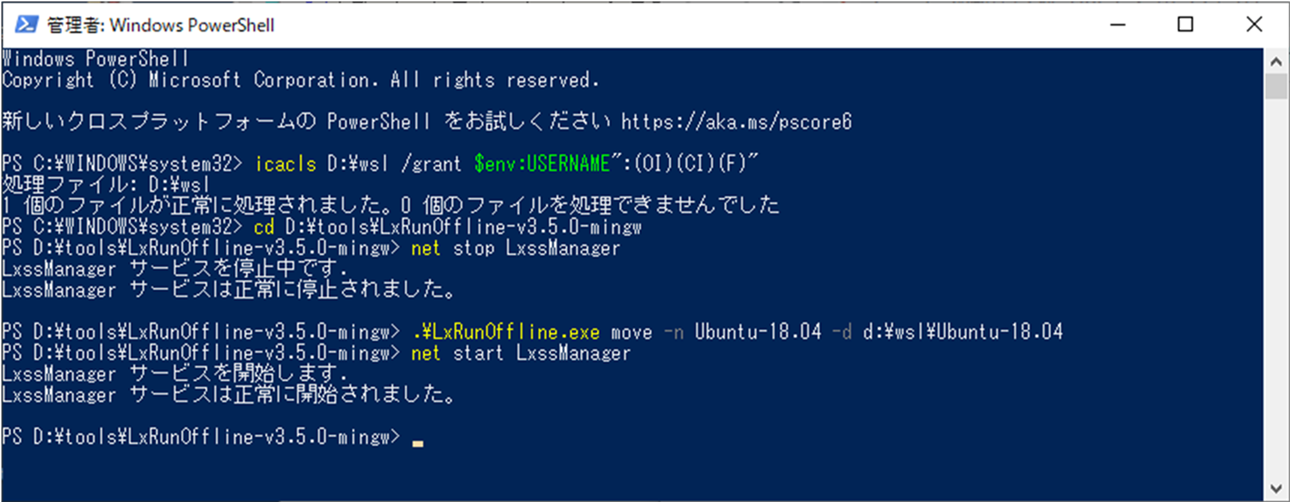 管理者: Windows PowerShell
Windows PowerShell
Copyright (C) Microsoft Corporation. All rights reserved.
新しいクロスプラットフォームの PowerShell をお試しください https://aka.ms/pscore6
PS C:¥WINDOWS¥system32> icacls D:¥wsl /grant $env:USERNAME":(OI)(CI)(F)"
処理ファイル: D:¥wsl
1 個のファイルが正常に処理されました。0 個のファイルを処理できませんでした
PS C:¥WINDOWS¥system32> cd D:¥tools¥LxRunOffline-v3.5.0-mingw
PS D:¥tools¥LxRunOffline-v3.5.0-mingw> net stop LxssManager
LxssManager サービスを停止中です.
LxssManager サービスは正常に停止されました。
PS D:¥tools¥LxRunOffline-v3.5.0-mingw> .¥LxRunOffline.exe move -n Ubuntu-18.04 -d d:¥wsl¥Ubuntu-18.04
PS D:¥tools¥LxRunOffline-v3.5.0-mingw> net start LxssManager
LxssManager サービスを開始します.
LxssManager サービスは正常に開始されました。
PS D:¥tools¥LxRunOffline-v3.5.0-mingw>